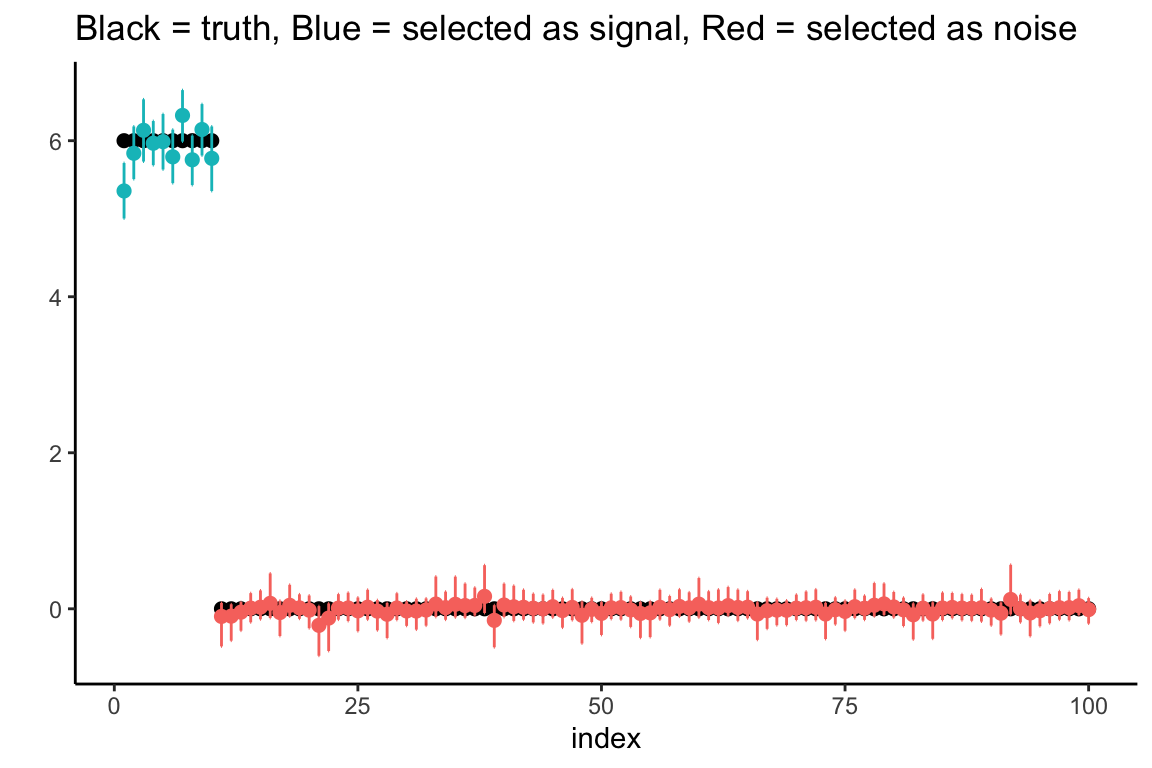 Black = truth, Blue = selected as signal, Red = selected as noise
6
4
2
0
0 25 50 75 100
index